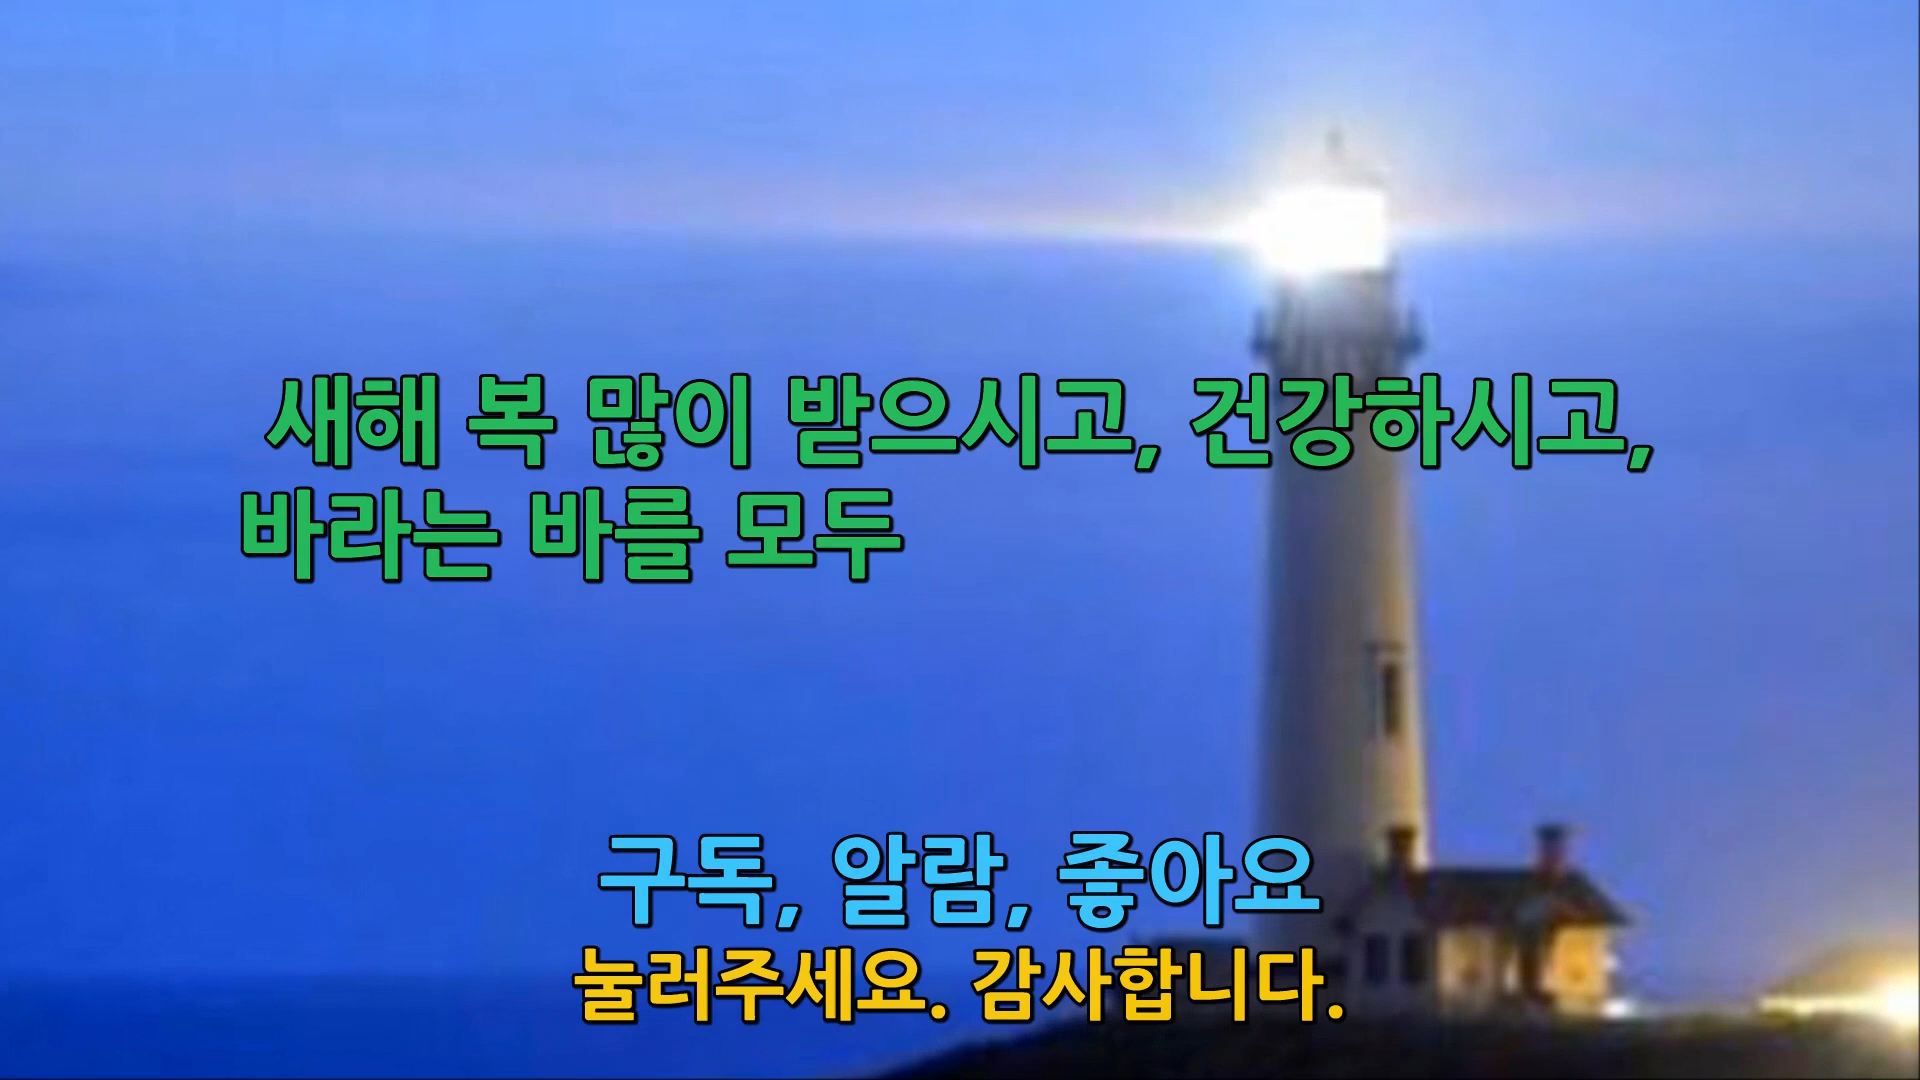 새해 복 많이 받으시고, 건강하시고,
바라는 바를 모두
구독, 알람, 좋아요
눌러주세요. 감사합니다.